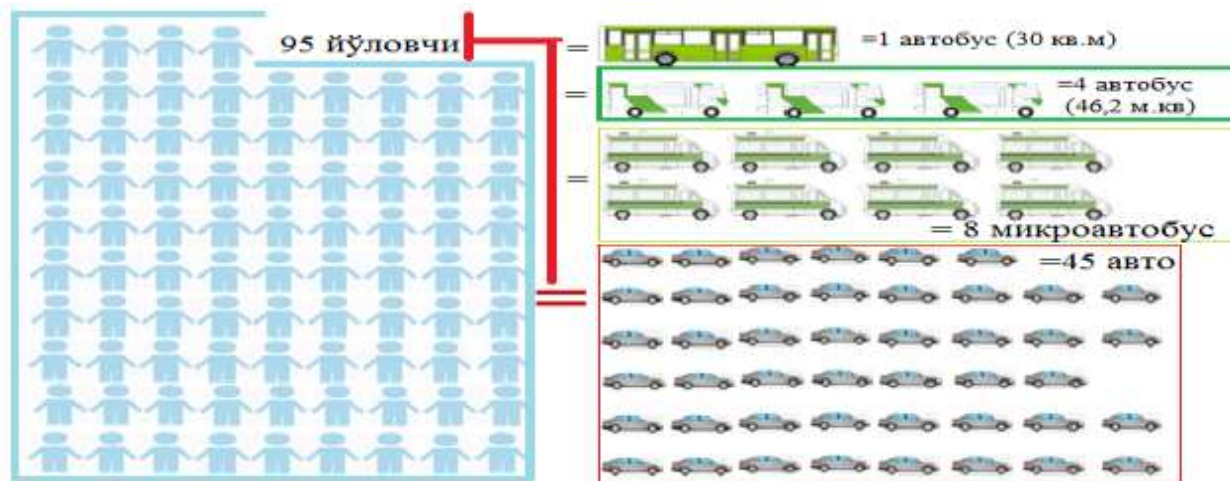 95 йўловчи
=
=1 автобус (30 кв.м)
=
=4 автобус
(46,2 м.кв)
=
= 8 микроавтобус
=45 авто